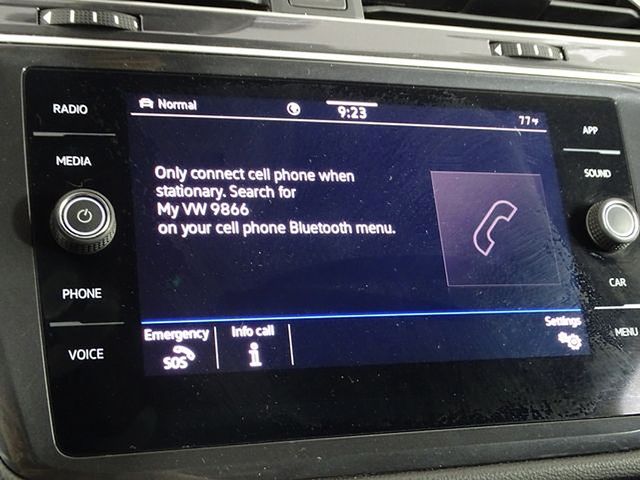 RADIO
MEDIA
PHONE
VOICE
Normal
9:23
77°F
Only connect cell phone when
stationary. Search for
My VW 9866
on your cell phone Bluetooth menu.
Emergency
SOS
Info call
i
Settings
APP
SOUND
CAR
MENU